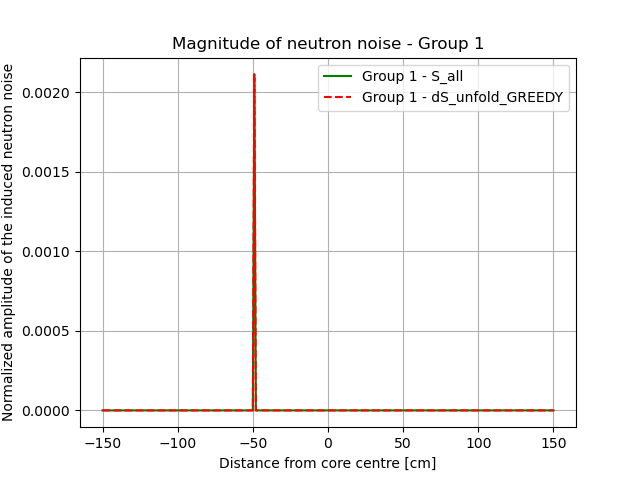 Magnitude of neutron noise - Group 1
Group 1 - S_all
Group 1 - dS_unfold_GREEDY
Normalized amplitude of the induced neutron noise
0.0020
0.0015
0.0010
0.0005
0.0000
−150 −100 −50 0 50 100 150
Distance from core centre [cm]